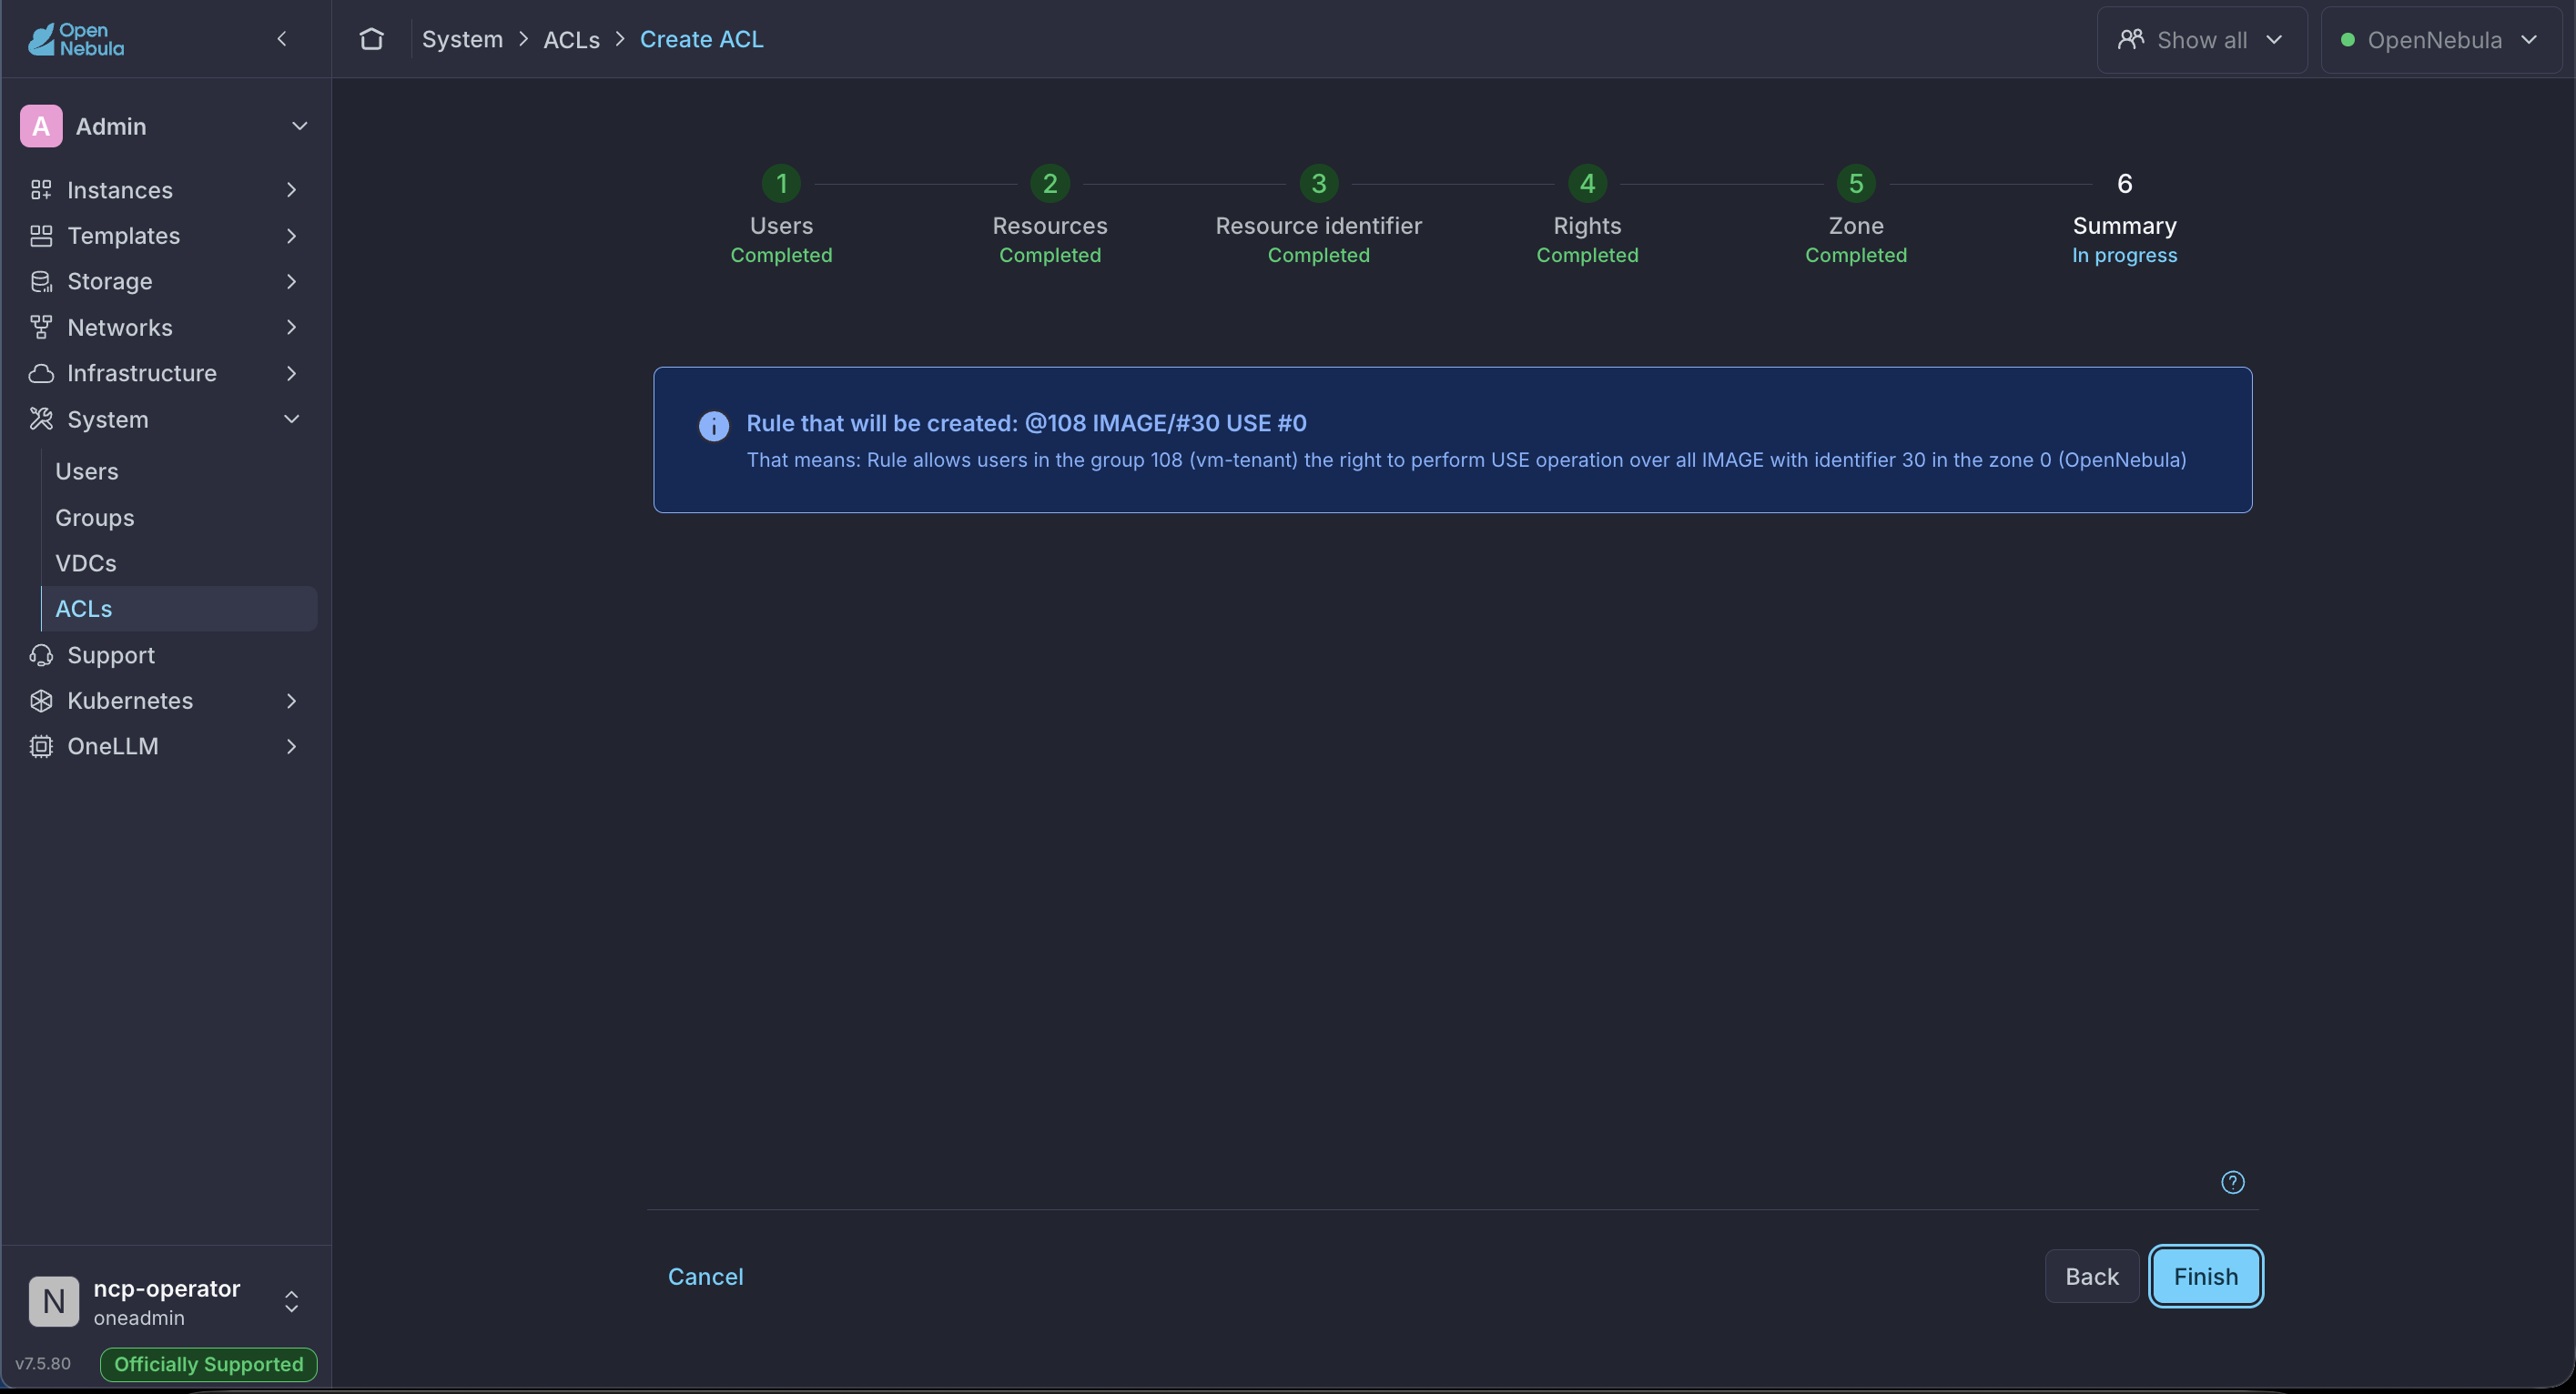 Open
Nebula
System > ACLs > Create ACL
Show all
OpenNebula
A Admin
Instances
Templates
Storage
Networks
Infrastructure
System
Users
Groups
VDCs
ACLs
Support
Kubernetes
OneLLM
1 2 3 4 5 6
Users Resources Resource identifier Rights Zone Summary
Completed Completed Completed Completed Completed In progress
Rule that will be created: @108 IMAGE/#30 USE #0
That means: Rule allows users in the group 108 (vm-tenant) the right to perform USE operation over all IMAGE with identifier 30 in the zone 0 (OpenNebula)
?
Cancel Back Finish
N ncp-operator
oneadmin
v7.5.80 Officially Supported